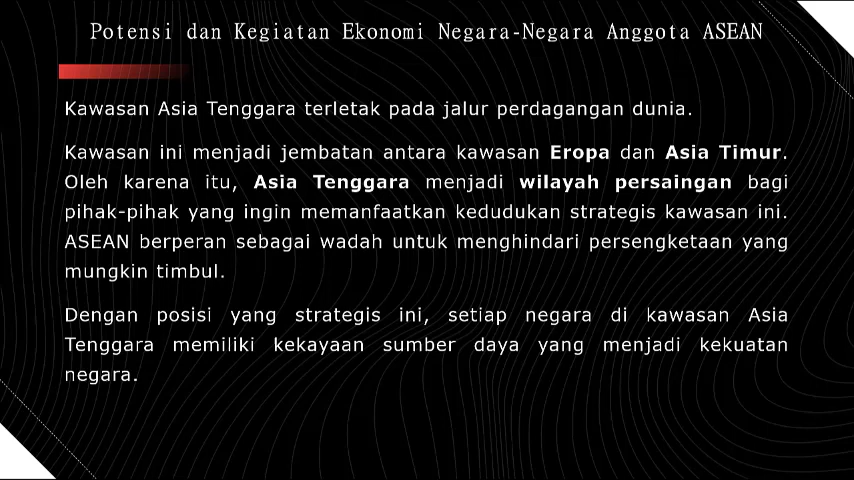 Potensi dan Kegiatan Ekonomi Negara-Negara Anggota ASEAN
Kawasan Asia Tenggara terletak pada jalur perdagangan dunia.
Kawasan ini menjadi jembatan antara kawasan Eropa dan Asia Timur.
Oleh karena itu, Asia Tenggara menjadi wilayah persaingan bagi
pihak-pihak yang ingin memanfaatkan kedudukan strategis kawasan ini.
ASEAN berperan sebagai wadah untuk menghindari persengketaan yang
mungkin timbul.
Dengan posisi yang strategis ini, setiap negara di kawasan Asia
Tenggara memiliki kekayaan sumber daya yang menjadi kekuatan
negara.